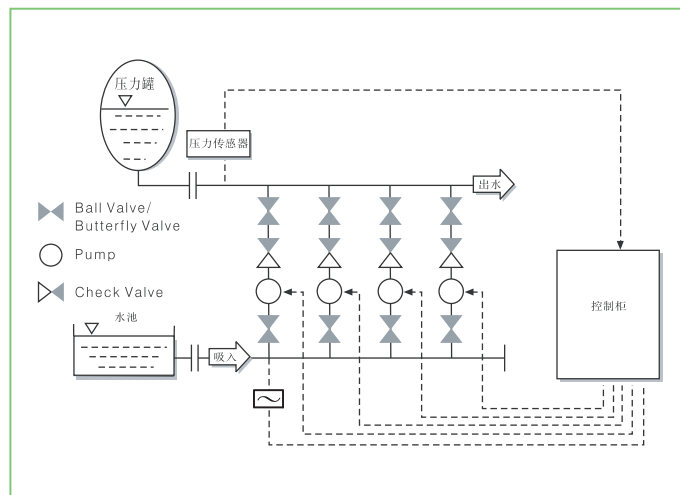 压力罐
压力传感器
出水
Ball Valve/
Butterfly Valve
Pump
Check Valve
水池
吸入
控制柜